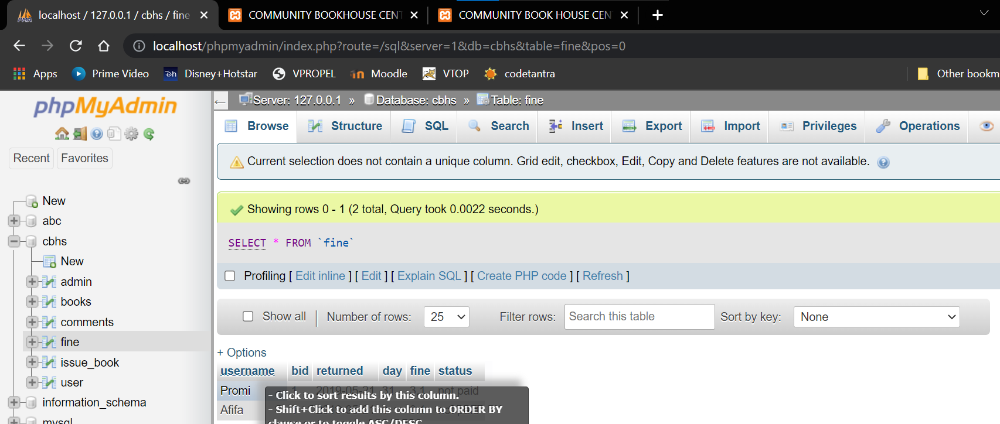 localhost / 127.0.0.1 / cbhs / fine
COMMUNITY BOOKHOUSE CENT
COMMUNITY BOOK HOUSE CEN
localhost/phpmyadmin/index.php?route=/sql&server=1&db=cbhs&table=fine&pos=0
Apps Prime Video Disney+Hotstar VPROPEL Moodle VTOP codetantra Other bookm
phpMyAdmin
Recent Favorites
New
abc
cbhs
New
admin
books
comments
fine
issue_book
user
information_schema
mysql
Server: 127.0.0.1 » Database: cbhs » Table: fine
Browse Structure SQL Search Insert Export Import Privileges Operations
Current selection does not contain a unique column. Grid edit, checkbox, Edit, Copy and Delete features are not available.
Showing rows 0 - 1 (2 total, Query took 0.0022 seconds.)
SELECT * FROM `fine`
Profiling [ Edit inline ] [ Edit ] [ Explain SQL ] [ Create PHP code ] [ Refresh ]
Show all | Number of rows: 25 Filter rows: Search this table Sort by key: None
+ Options
username bid returned day fine status
Promi 1 2019-05-21 31 3.1 not paid
Afifa
- Click to sort results by this column.
- Shift+Click to add this column to ORDER BY
clause or to toggle ASC/DESC.